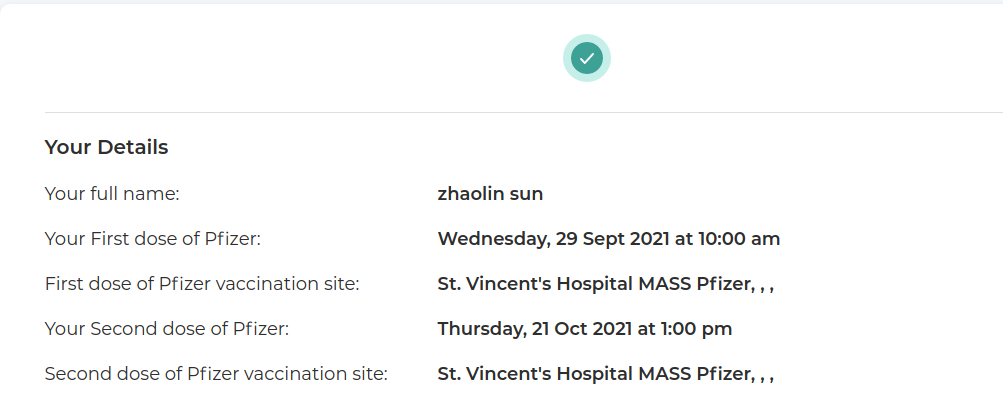 Your Details
Your full name: zhaolin sun
Your First dose of Pfizer: Wednesday, 29 Sept 2021 at 10:00 am
First dose of Pfizer vaccination site: St. Vincent's Hospital MASS Pfizer, , ,
Your Second dose of Pfizer: Thursday, 21 Oct 2021 at 1:00 pm
Second dose of Pfizer vaccination site: St. Vincent's Hospital MASS Pfizer, , ,